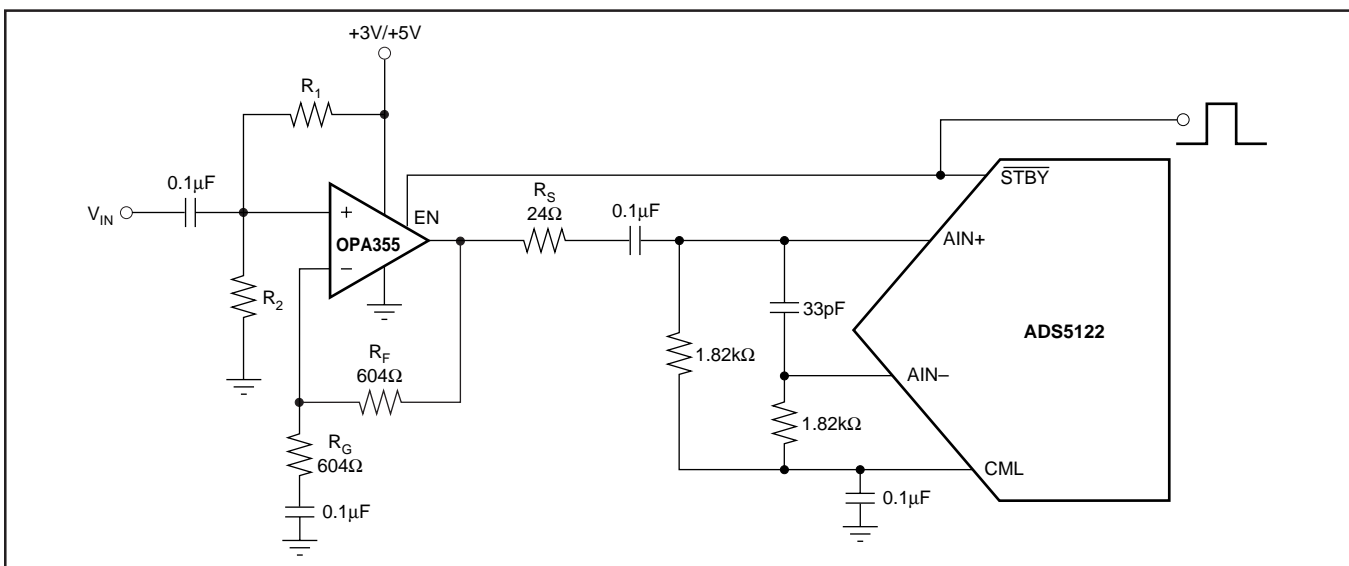 +3V/+5V
R1
0.1µF
VIN
+
EN
OPA355
–
R2
RS
24Ω
0.1µF
STBY
AIN+
33pF
ADS5122
1.82kΩ
RF
604Ω
AIN–
1.82kΩ
RG
604Ω
CML
0.1µF
0.1µF